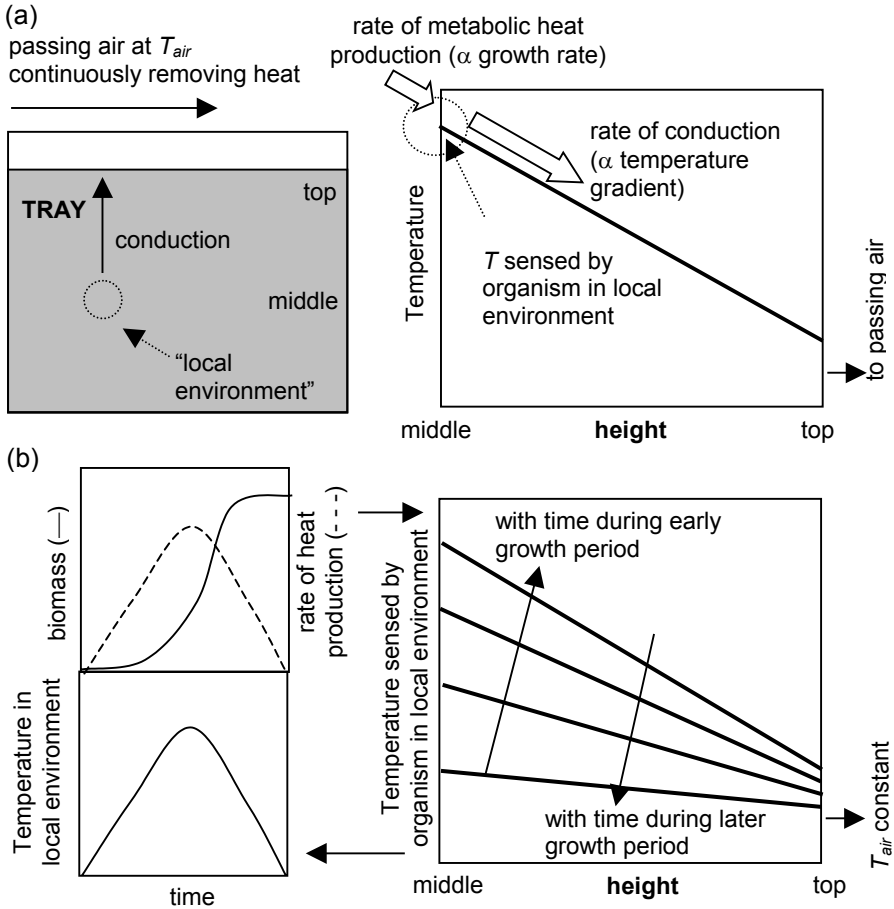 (a)
passing air at Tair
continuously removing heat
TRAY
top
conduction
middle
“local
environment”
rate of metabolic heat
production (α growth rate)
rate of conduction
(α temperature
gradient)
Temperature
T sensed by
organism in local
environment
to passing air
middle
height
top
(b)
biomass (—)
rate of heat
production (- - -)
Temperature in
local environment
time
Temperature sensed by
organism in local environment
with time during early
growth period
with time during later
growth period
Tair constant
middle
height
top